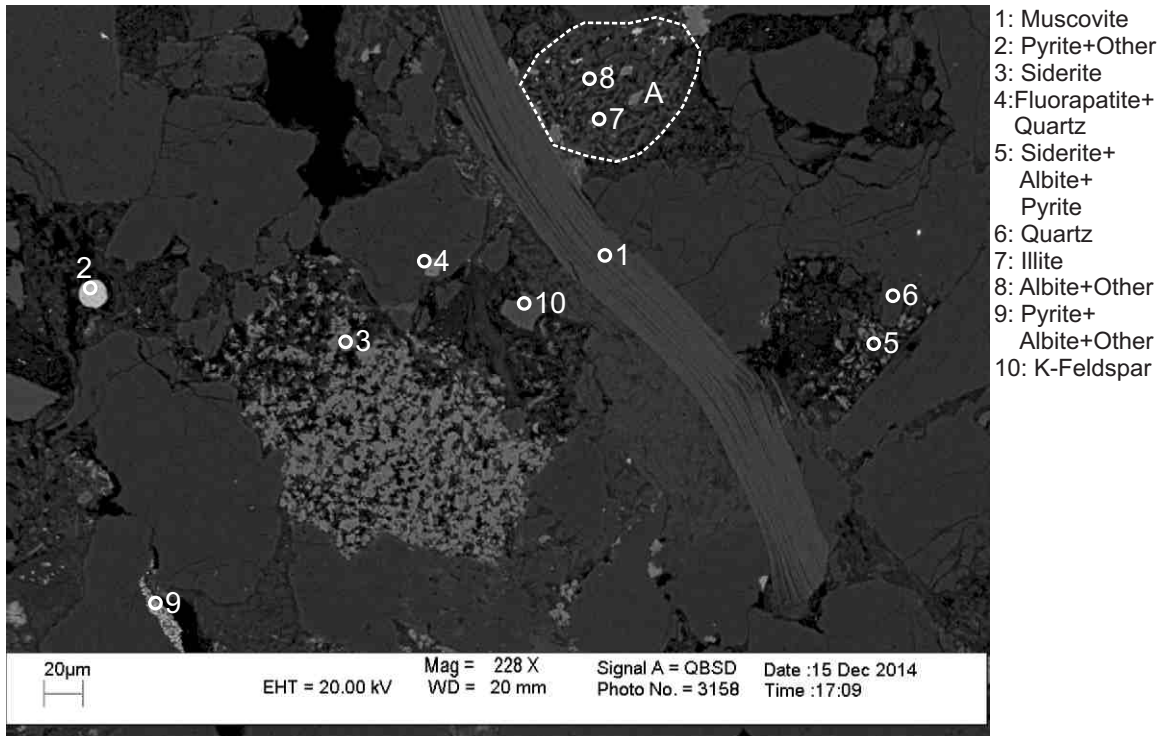 8
A
7
4
1
2
10
6
3
5
9
1: Muscovite
2: Pyrite+Other
3: Siderite
4:Fluorapatite+
Quartz
5: Siderite+
Albite+
Pyrite
6: Quartz
7: Illite
8: Albite+Other
9: Pyrite+
Albite+Other
10: K-Feldspar
20µm
EHT = 20.00 kV
Mag = 228 X
WD = 20 mm
Signal A = QBSD
Photo No. = 3158
Date :15 Dec 2014
Time :17:09